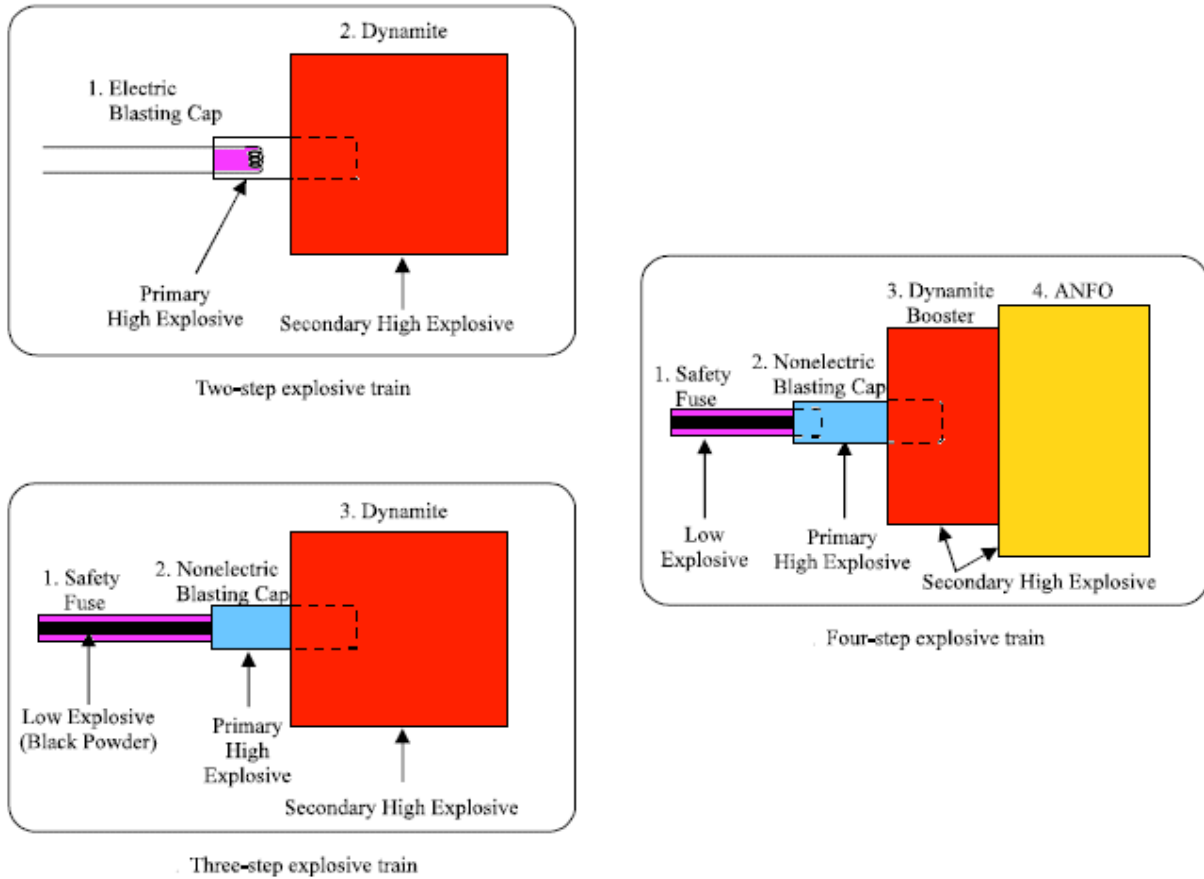 2. Dynamite
1. Electric
Blasting Cap
Primary
High Explosive
Secondary High Explosive
Two-step explosive train
3. Dynamite
2. Nonelectric
Blasting Cap
1. Safety
Fuse
Low Explosive
(Black Powder)
Primary
High
Explosive
Secondary High Explosive
Three-step explosive train
3. Dynamite
Booster
4. ANFO
2. Nonelectric
Blasting Cap
1. Safety
Fuse
Low
Explosive
Primary
High Explosive
Secondary High Explosive
Four-step explosive train